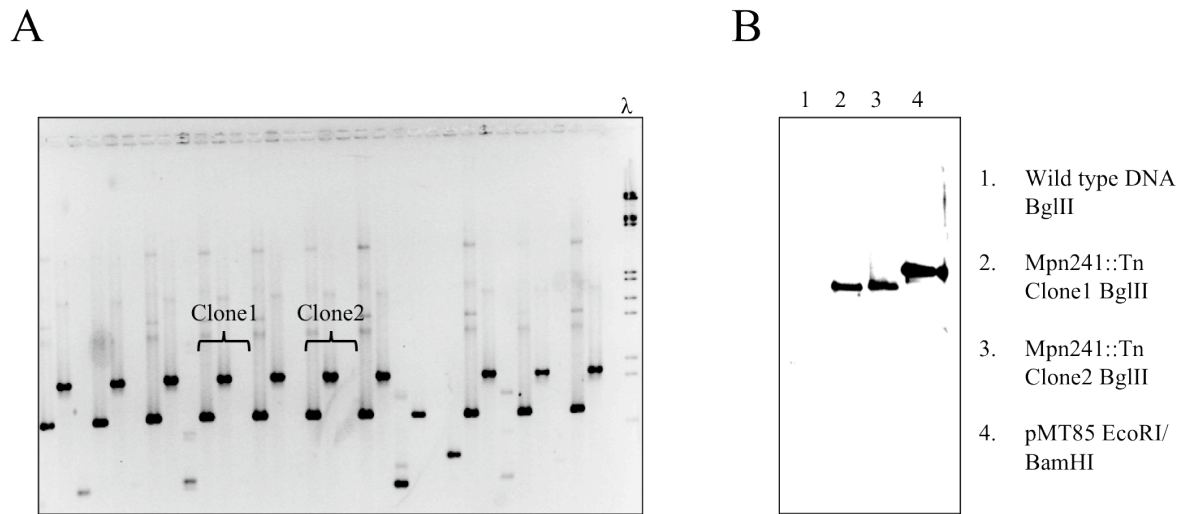 A
B
λ
Clone1
Clone2
1 2 3 4
1. Wild type DNA
BglII
2. Mpn241::Tn
Clone1 BglII
3. Mpn241::Tn
Clone2 BglII
4. pMT85 EcoRI/
BamHI